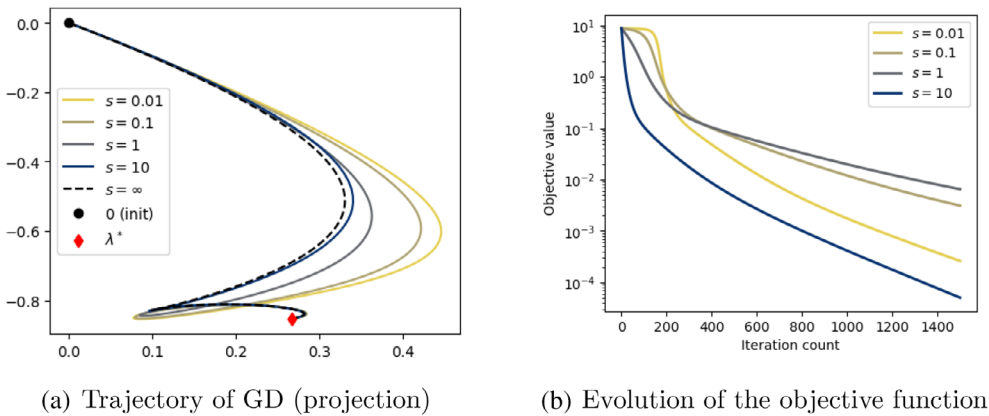 0.0
−0.2
−0.4
−0.6
−0.8
0.0
0.1
0.2
0.3
0.4
s = 0.01
s = 0.1
s = 1
s = 10
s = ∞
0 (init)
λ*
(a) Trajectory of GD (projection)
Objective value
10¹
10⁰
10⁻¹
10⁻²
10⁻³
10⁻⁴
0
200
400
600
800
1000
1200
1400
Iteration count
s = 0.01
s = 0.1
s = 1
s = 10
(b) Evolution of the objective function